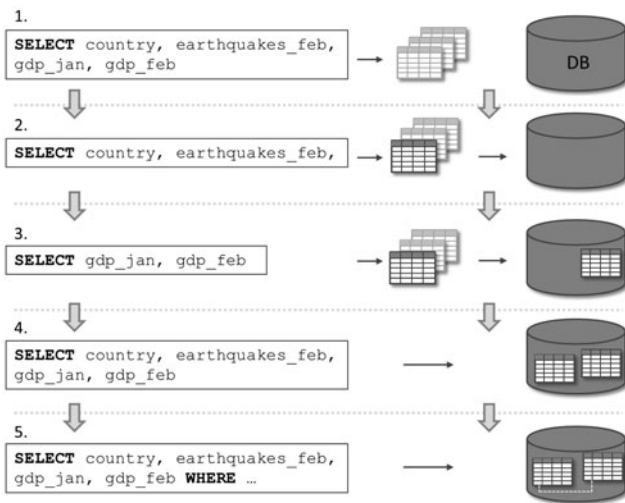 1.
SELECT country, earthquakes_feb,
gdp_jan, gdp_feb
DB
2.
SELECT country, earthquakes_feb,
3.
SELECT gdp_jan, gdp_feb
4.
SELECT country, earthquakes_feb,
gdp_jan, gdp_feb
5.
SELECT country, earthquakes_feb,
gdp_jan, gdp_feb WHERE …